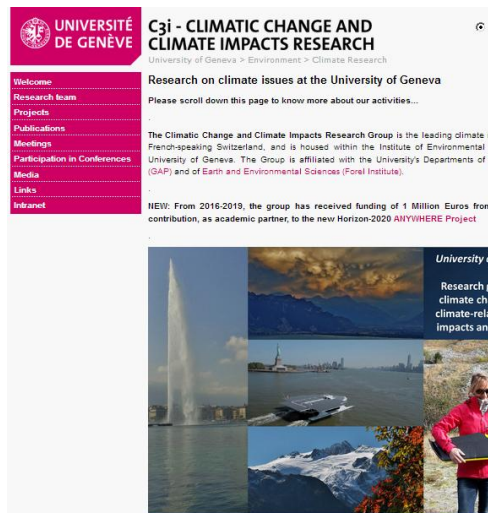 UNIVERSITÉ
DE GENÈVE
C3i - CLIMATIC CHANGE AND
CLIMATE IMPACTS RESEARCH
University of Geneva > Environment > Climate Research
Welcome
Research team
Projects
Publications
Meetings
Participation in Conferences
Media
Links
Intranet
Research on climate issues at the University of Geneva
Please scroll down this page to know more about our activities...
.
The Climatic Change and Climate Impacts Research Group is the leading climate
French-speaking Switzerland, and is housed within the Institute of Environmental
University of Geneva. The Group is affiliated with the University's Departments of
(GAP) and of Earth and Environmental Sciences (Forel Institute).
.
NEW: From 2016-2019, the group has received funding of 1 Million Euros from
contribution, as academic partner, to the new Horizon-2020 ANYWHERE Project
.
University
Research
climate
climate-rela
impacts an